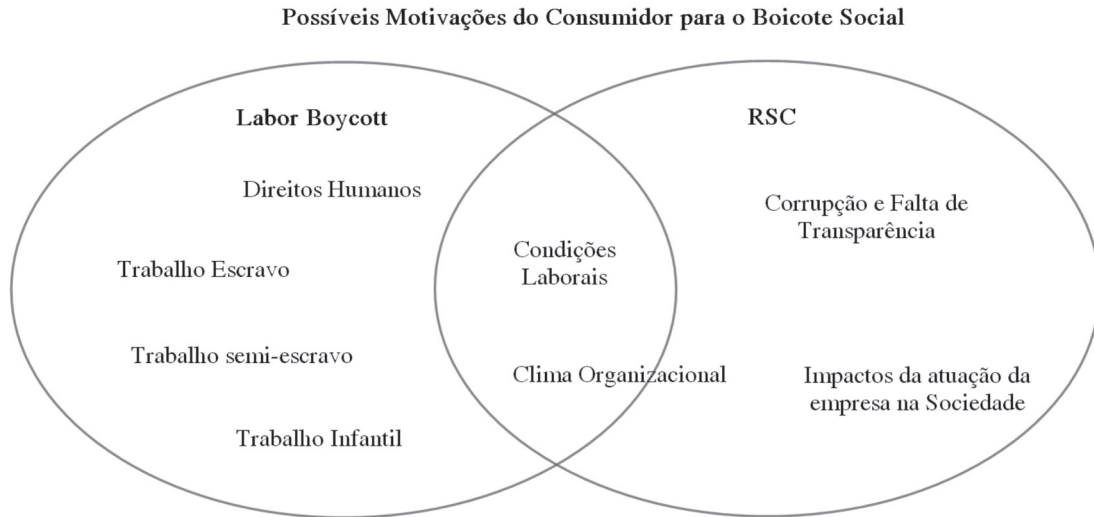 Possíveis Motivações do Consumidor para o Boicote Social
Labor Boycott
Direitos Humanos
Trabalho Escravo
Trabalho semi-escravo
Trabalho Infantil
Condições
Laborais
Clima Organizacional
RSC
Corrupção e Falta de
Transparência
Impactos da atuação da
empresa na Sociedade